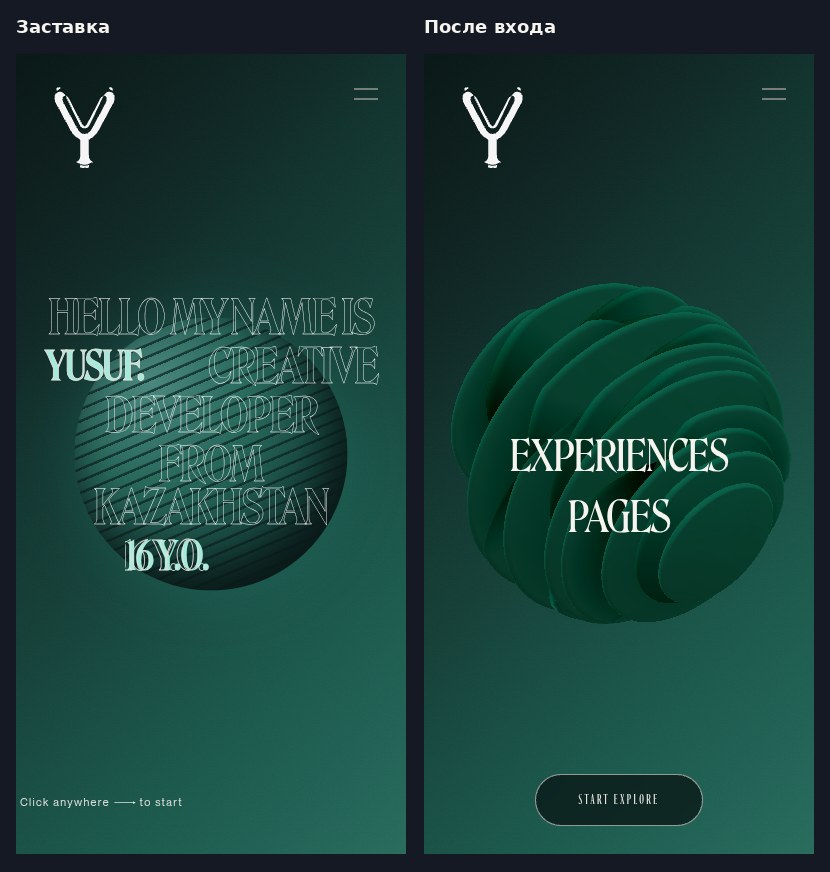 Заставка
После входа
HELLO MY NAME IS
YUSUF. CREATIVE
DEVELOPER
FROM
KAZAKHSTAN
16 Y.O.
Click anywhere → to start
EXPERIENCES
PAGES
START EXPLORE